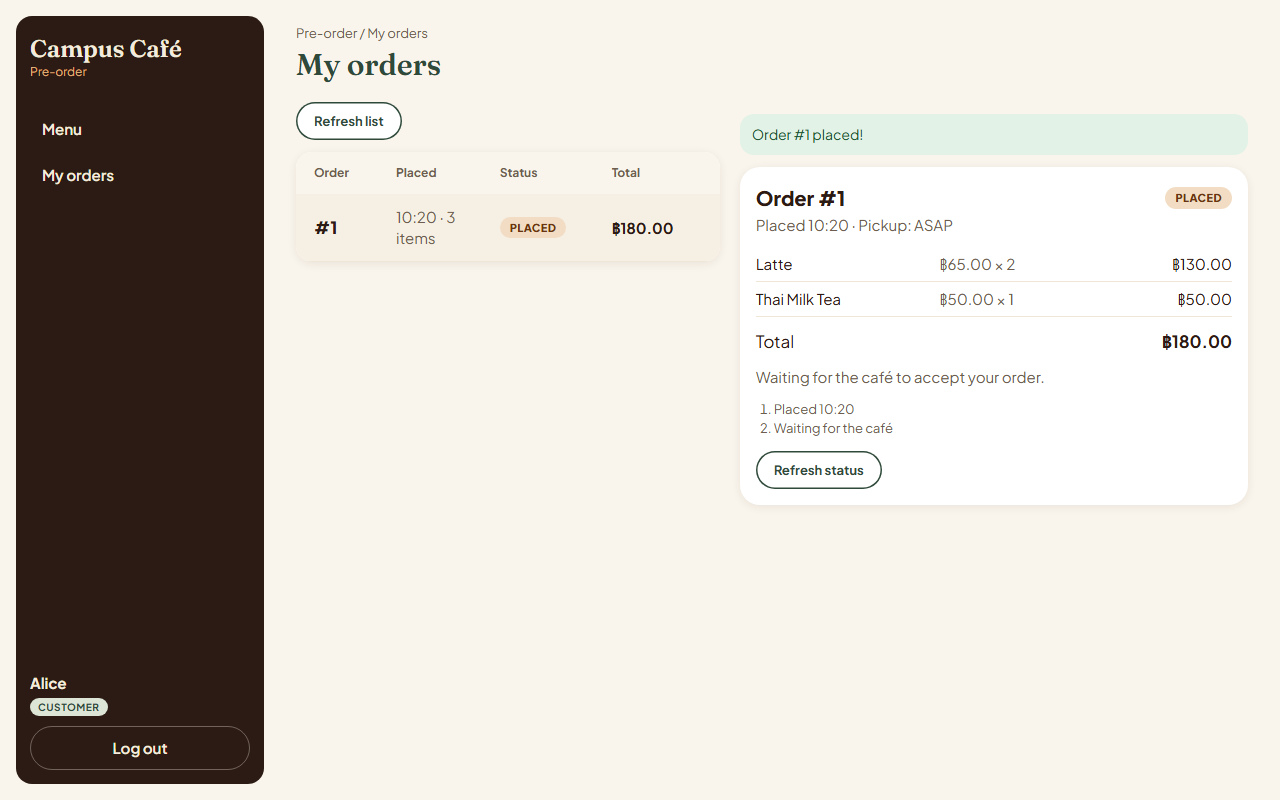 Campus Café
Pre-order
Menu
My orders
Alice
CUSTOMER
Log out
Pre-order / My orders
My orders
Refresh list
Order Placed Status Total
#1 10:20 · 3 items PLACED ฿180.00
Order #1 placed!
Order #1 PLACED
Placed 10:20 · Pickup: ASAP
Latte ฿65.00 × 2 ฿130.00
Thai Milk Tea ฿50.00 × 1 ฿50.00
Total ฿180.00
Waiting for the café to accept your order.
1. Placed 10:20
2. Waiting for the café
Refresh status